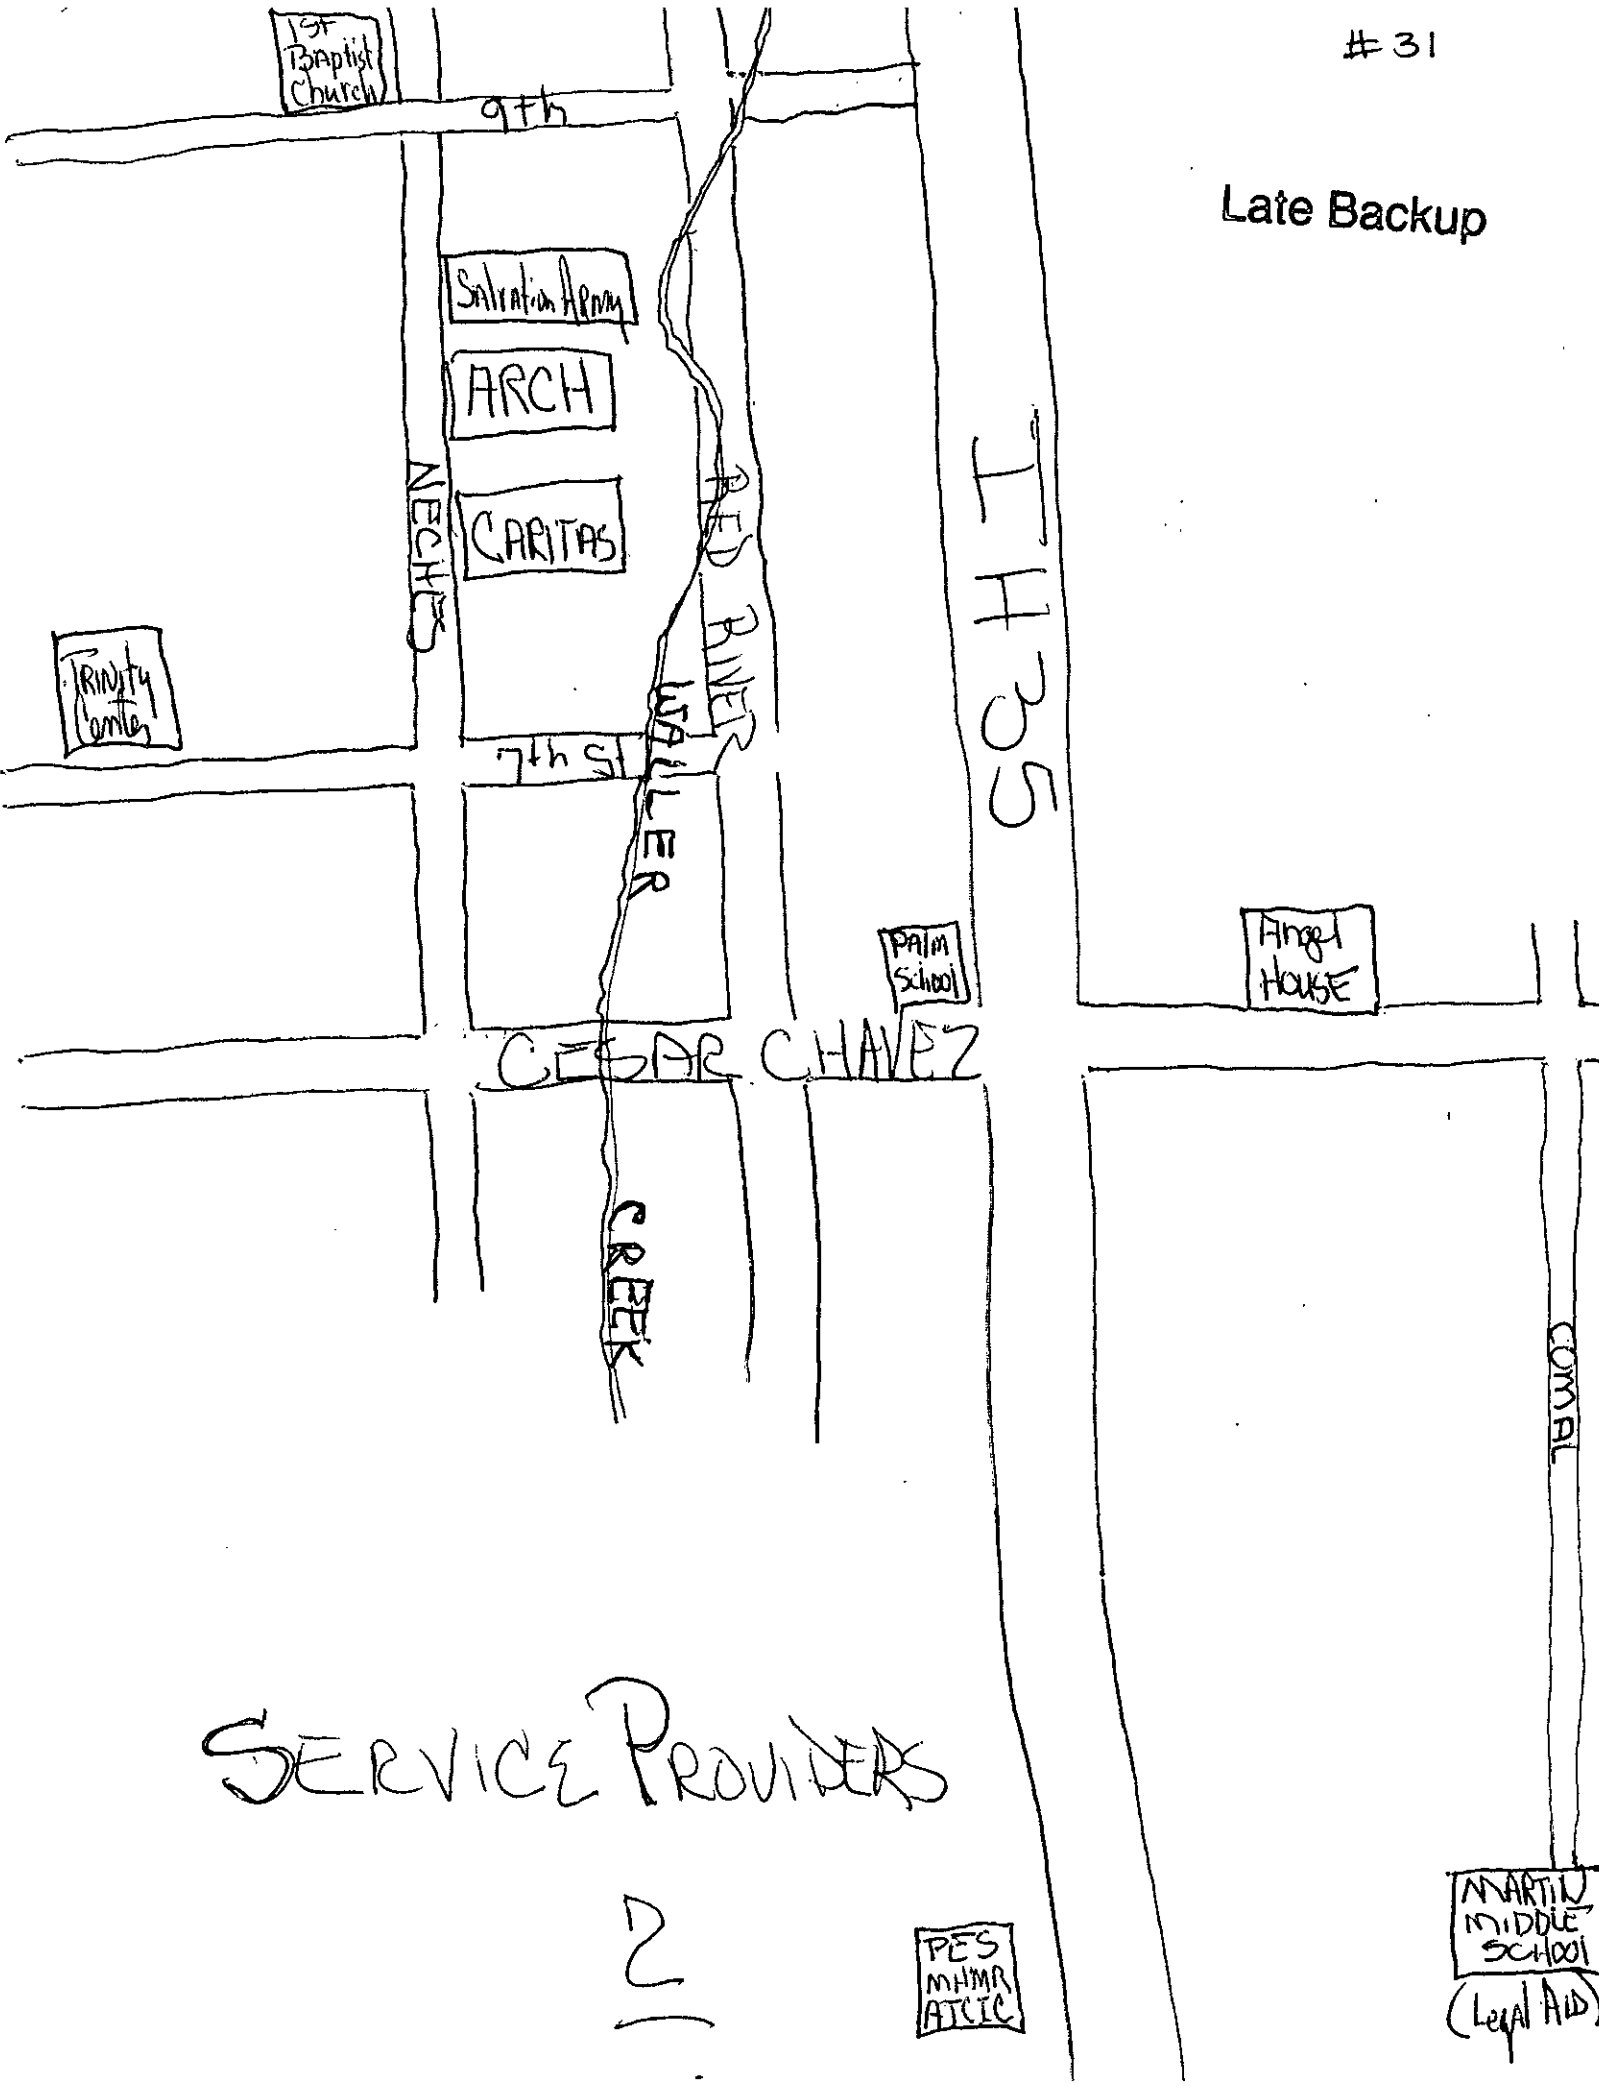 # 31
1st
BAptist
Church
9th
Late Backup
Salvation Army
ARCH
NECHES
CARITAS
RED RIVER
IH 35
TRINITY
Center
7th St
WALLER
PALM
School
Angel
HOUSE
CESAR CHAVEZ
CREEK
COMAL
SERVICE PROVIDERS
2
PES
MHMR
ATCIC
MARTIN
MIDDLE
SCHOOl
(Legal AID)